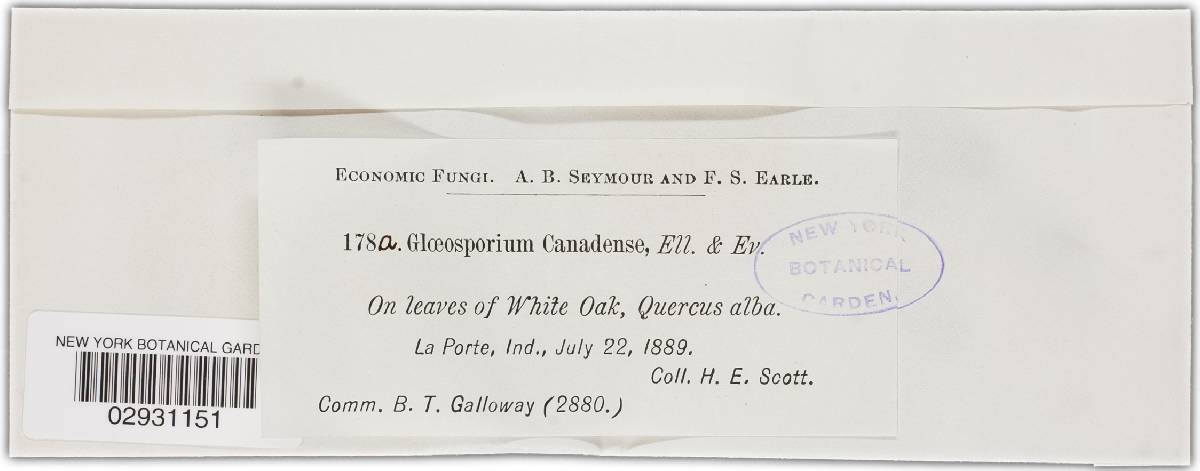 ECONOMIC FUNGI. A. B. SEYMOUR AND F. S. EARLE.
178a. Glœosporium Canadense, Ell. & Ev.
NEW YORK
BOTANICAL
GARDEN.
On leaves of White Oak, Quercus alba.
La Porte, Ind., July 22, 1889.
Coll. H. E. Scott.
Comm. B. T. Galloway (2880.)
NEW YORK BOTANICAL GARD
02931151